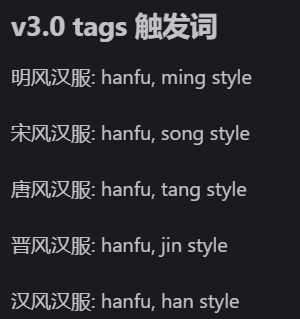 v3.0 tags 触发词
明风汉服: hanfu, ming style
宋风汉服: hanfu, song style
唐风汉服: hanfu, tang style
晋风汉服: hanfu, jin style
汉风汉服: hanfu, han style